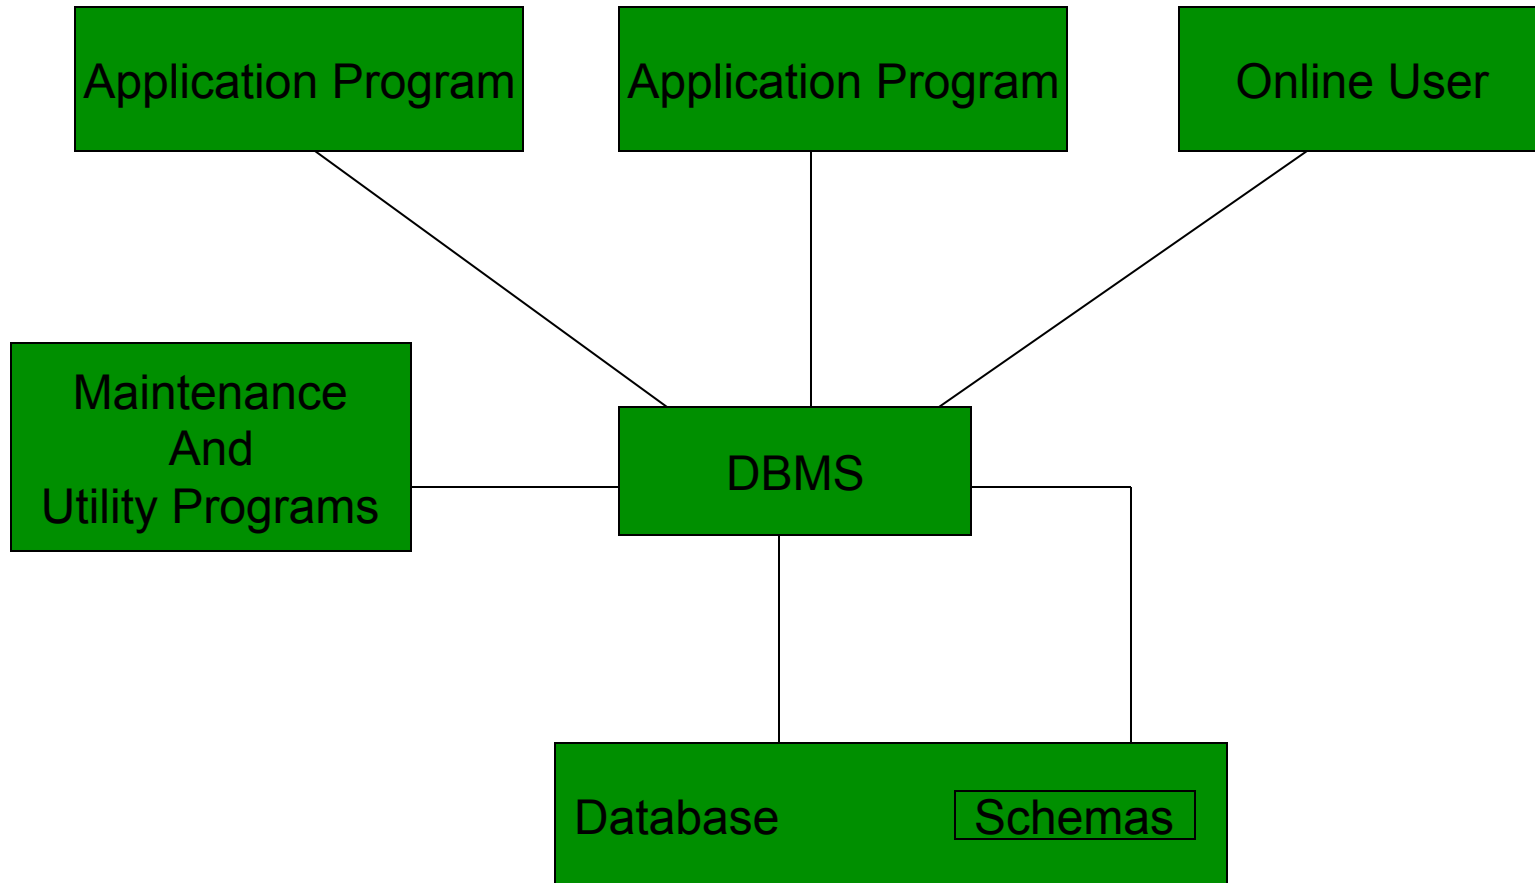 Application Program
Application Program
Online User
Maintenance
And
Utility Programs
DBMS
Database
Schemas